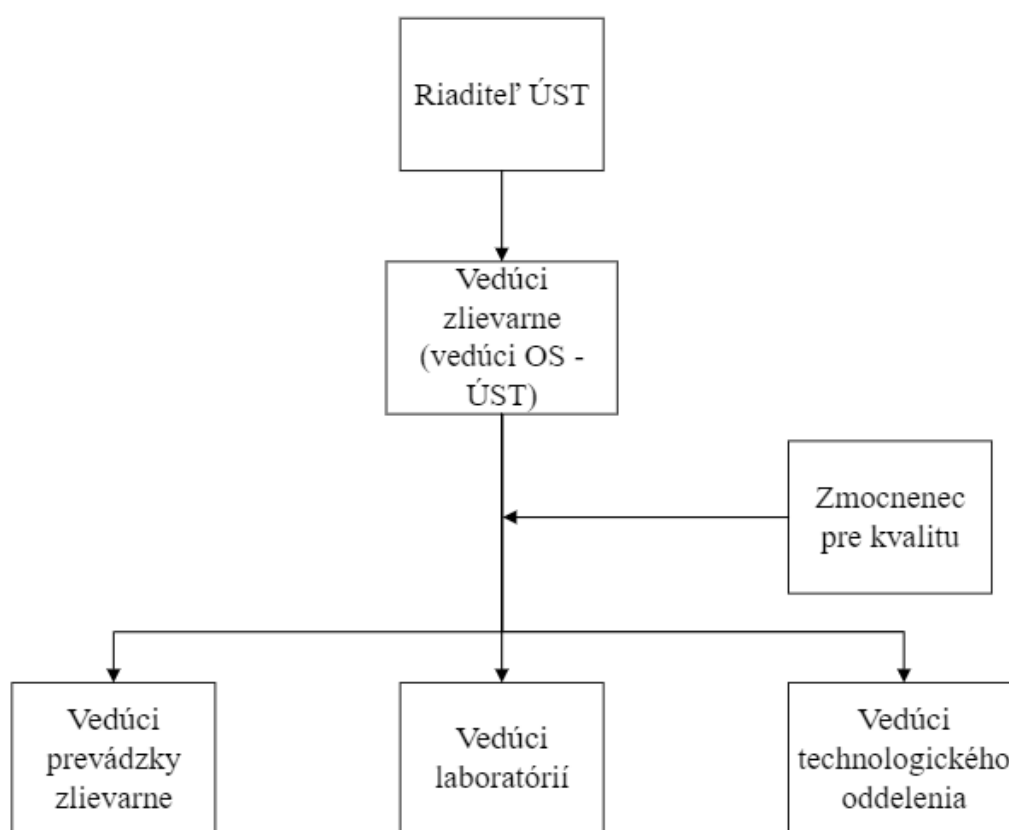 Riaditeľ ÚST
Vedúci
zlievarne
(vedúci OS -
ÚST)
Zmocnenec
pre kvalitu
Vedúci
prevádzky
zlievarne
Vedúci
laboratórií
Vedúci
technologického
oddelenia